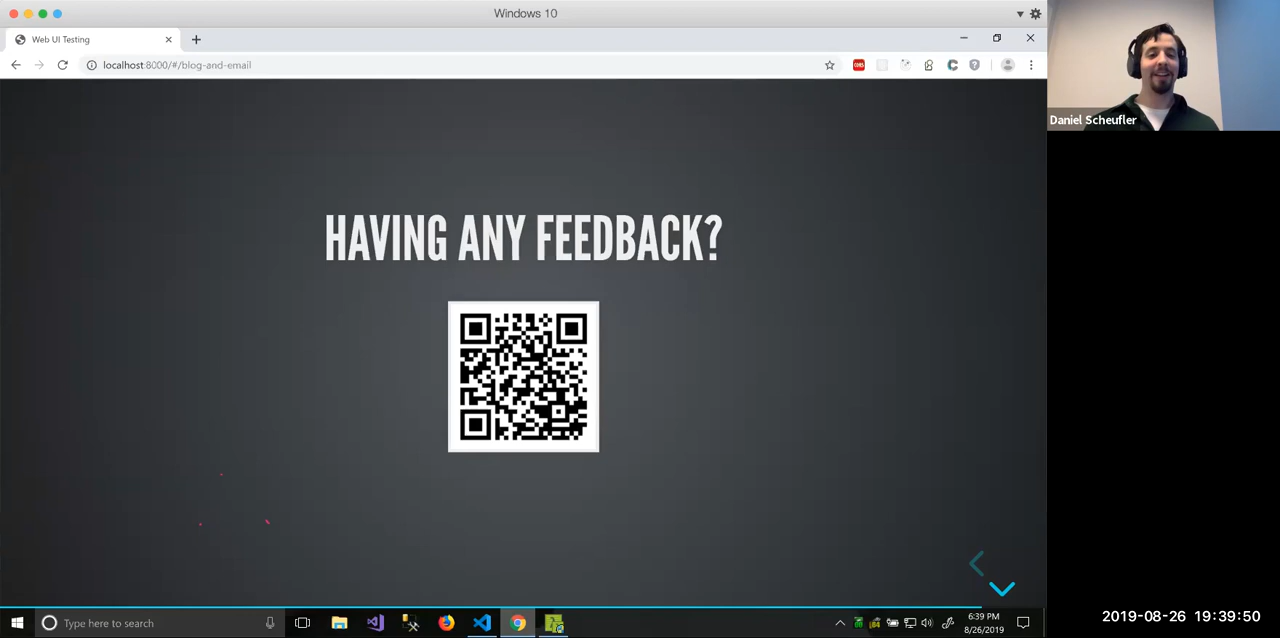 Windows 10
Web UI Testing
localhost:8000/#/blog-and-email
Daniel Scheufler
HAVING ANY FEEDBACK?
Type here to search
6:39 PM
8/26/2019
2019-08-26 19:39:50